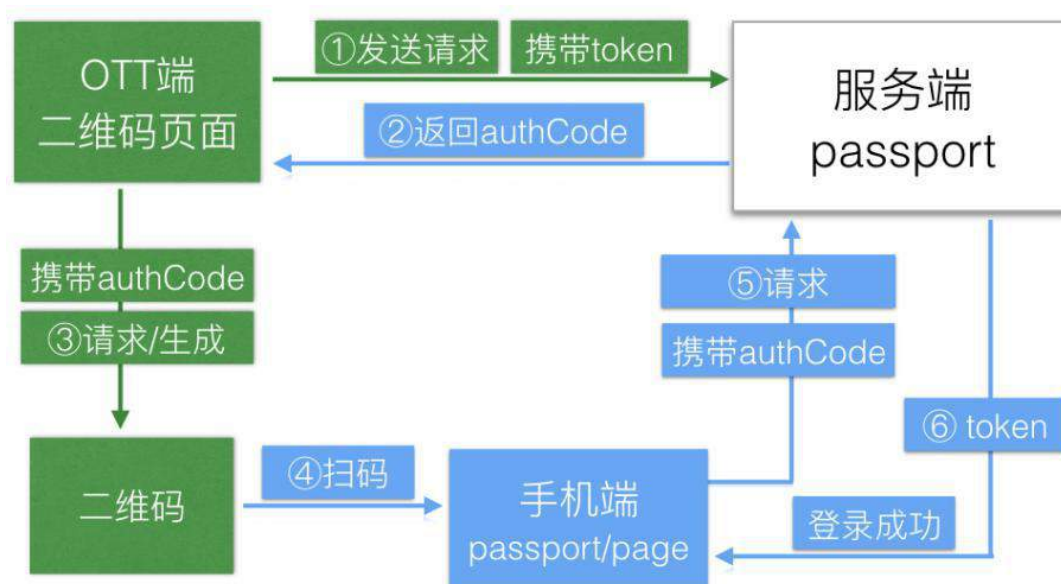 OTT端
二维码页面
①发送请求
携带token
服务端
passport
②返回authCode
携带authCode
③请求/生成
⑤请求
携带authCode
⑥ token
二维码
④扫码
手机端
passport/page
登录成功